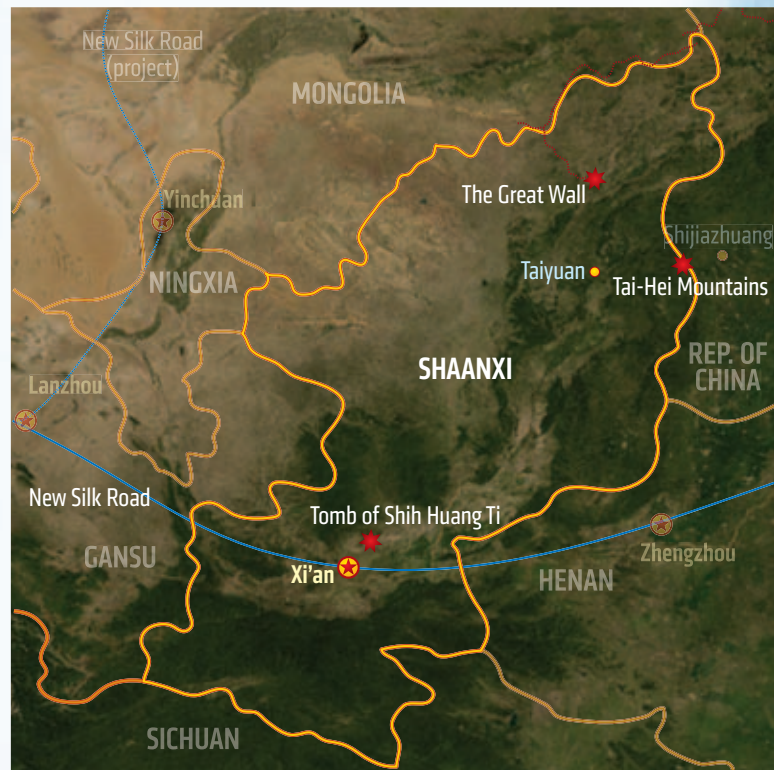 New Silk Road
(project)
MONGOLIA
The Great Wall
Yinchuan
Shijiazhuang
Taiyuan
NINGXIA
Tai-Hei Mountains
SHAANXI
REP. OF
CHINA
Lanzhou
New Silk Road
Tomb of Shih Huang Ti
GANSU
Xi'an
Zhengzhou
HENAN
SICHUAN